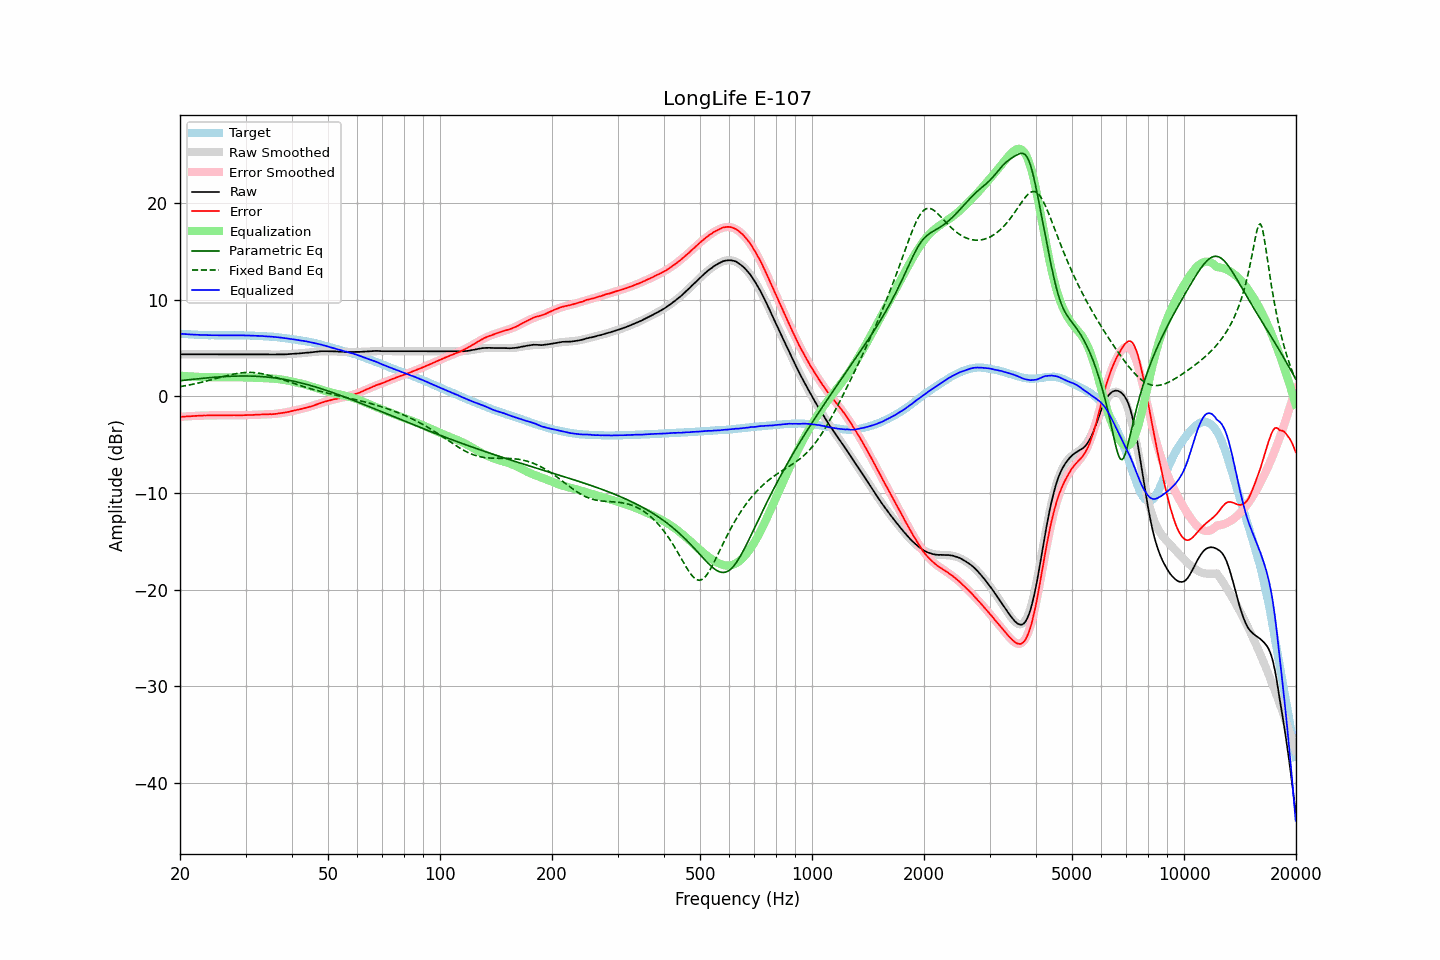 LongLife E-107
Target
Raw Smoothed
Error Smoothed
Raw
Error
Equalization
Parametric Eq
Fixed Band Eq
Equalized
20
10
0
−10
−20
−30
−40
Amplitude (dBr)
20 50 100 200 500 1000 2000 5000 10000 20000
Frequency (Hz)